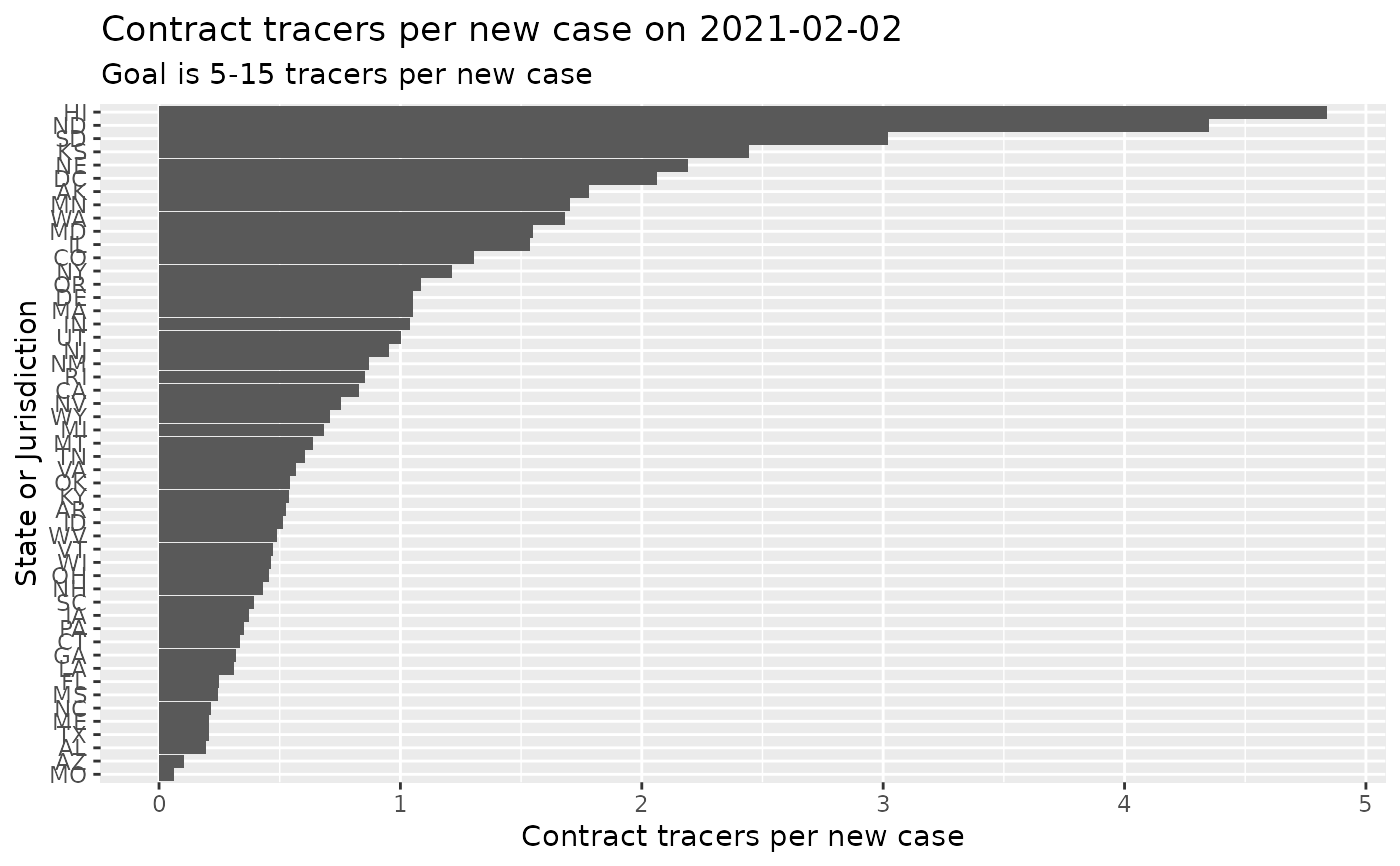 Contract tracers per new case on 2021-02-02
Goal is 5-15 tracers per new case
State or Jurisdiction
HI
ND
SD
KS
NE
DC
AK
MN
WA
MD
IL
CO
NY
OR
DE
MA
IN
UT
NJ
NM
RI
CA
NV
WY
MI
MT
TN
VA
OK
KY
AR
ID
WV
VT
WI
OH
NH
SC
IA
PA
CT
GA
LA
FL
MS
NC
ME
TX
AL
AZ
MO
0 1 2 3 4 5
Contract tracers per new case